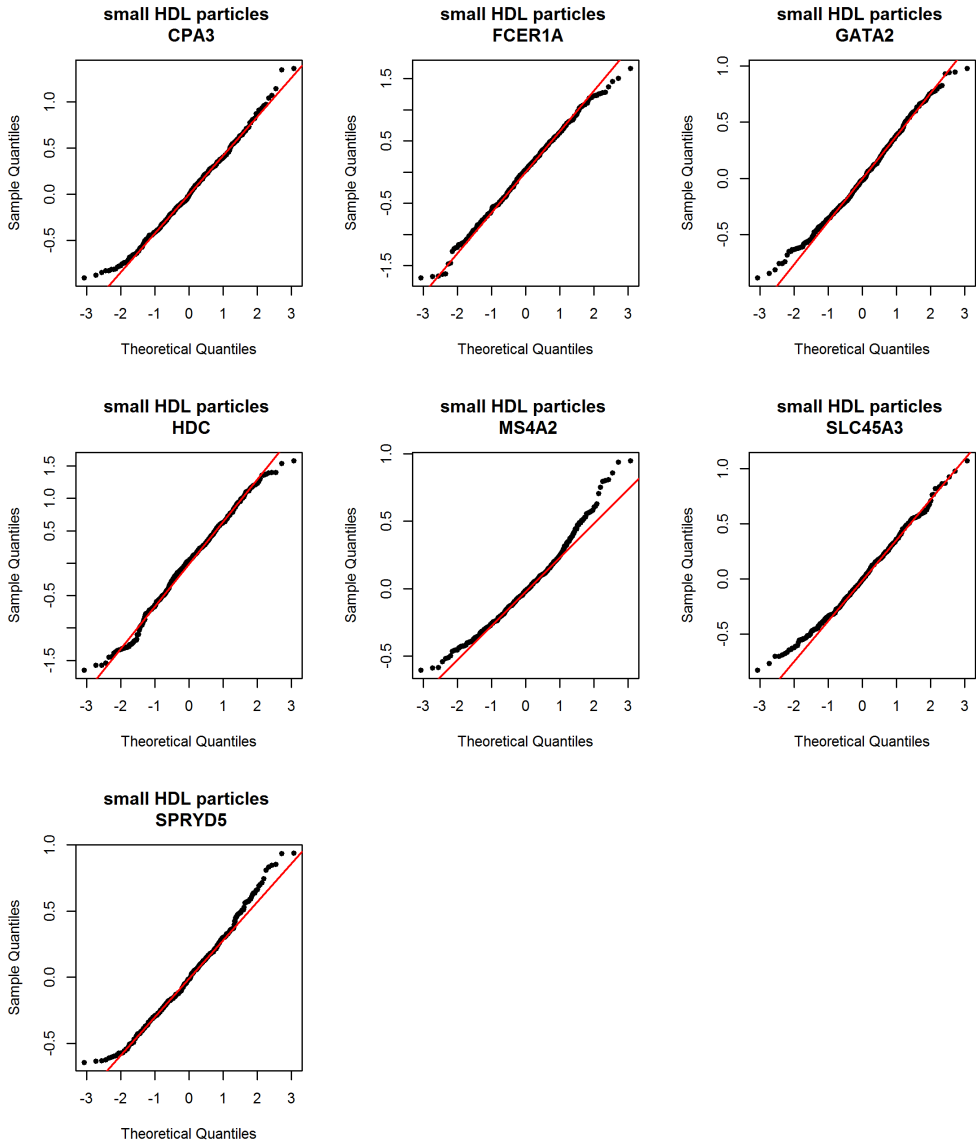 small HDL particles
CPA3
Sample Quantiles
-0.5 0.0 0.5 1.0
-3 -2 -1 0 1 2 3
Theoretical Quantiles
small HDL particles
FCER1A
Sample Quantiles
-1.5 -0.5 0.5 1.5
-3 -2 -1 0 1 2 3
Theoretical Quantiles
small HDL particles
GATA2
Sample Quantiles
-0.5 0.0 0.5 1.0
-3 -2 -1 0 1 2 3
Theoretical Quantiles
small HDL particles
HDC
Sample Quantiles
-1.5 -0.5 0.5 1.0 1.5
-3 -2 -1 0 1 2 3
Theoretical Quantiles
small HDL particles
MS4A2
Sample Quantiles
-0.5 0.0 0.5 1.0
-3 -2 -1 0 1 2 3
Theoretical Quantiles
small HDL particles
SLC45A3
Sample Quantiles
-0.5 0.0 0.5 1.0
-3 -2 -1 0 1 2 3
Theoretical Quantiles
small HDL particles
SPRYD5
Sample Quantiles
-0.5 0.0 0.5 1.0
-3 -2 -1 0 1 2 3
Theoretical Quantiles